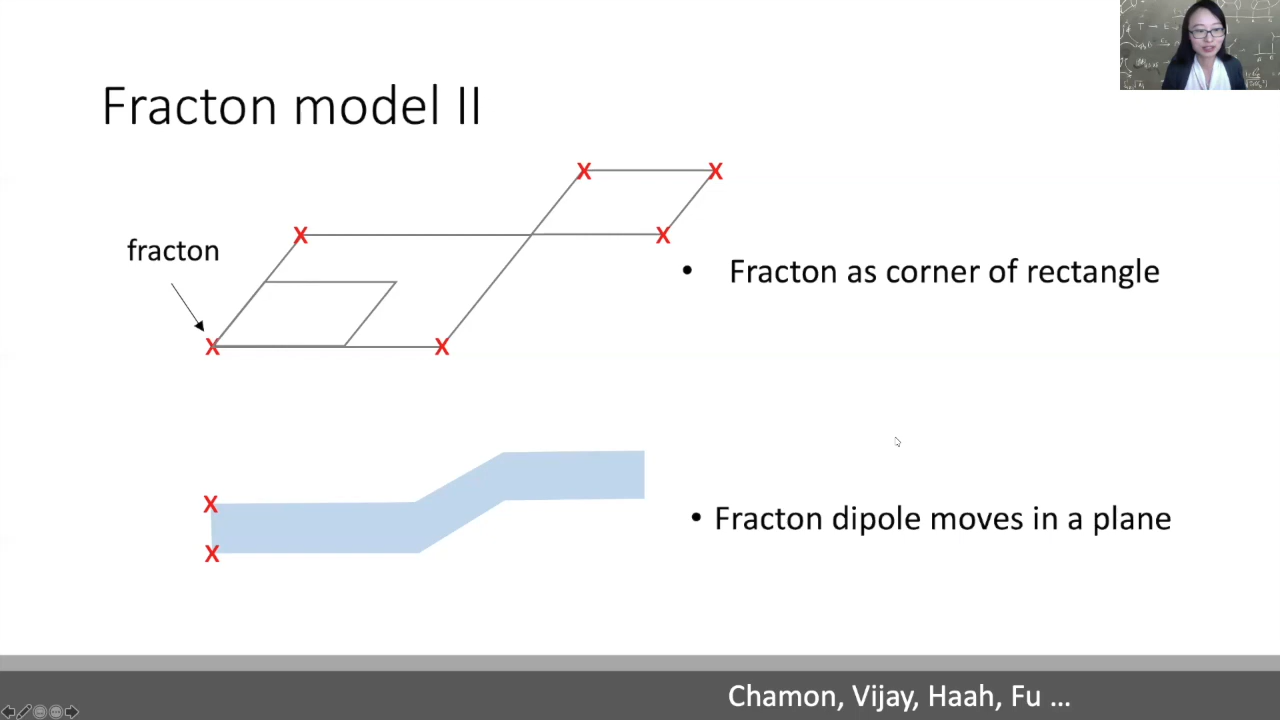 Fracton model II
X X
fracton
X X
• Fracton as corner of rectangle
X X
X
• Fracton dipole moves in a plane
X
Chamon, Vijay, Haah, Fu ...